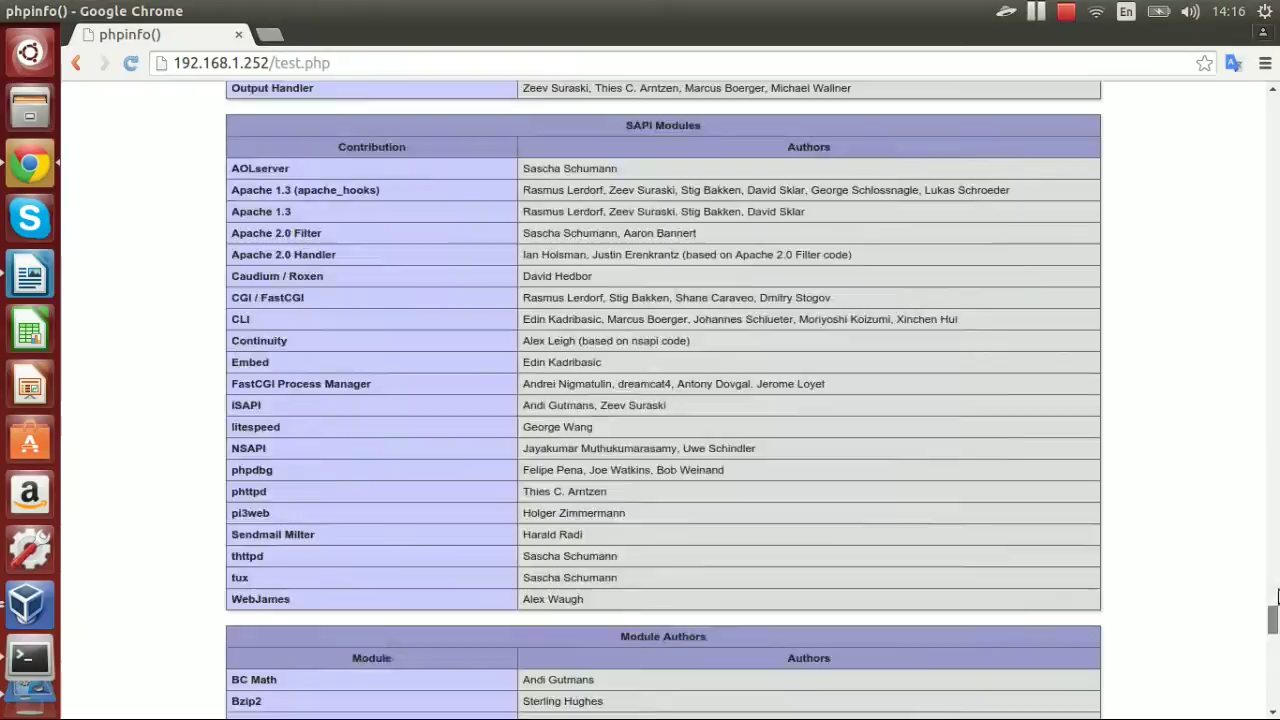 phpinfo() - Google Chrome
En
14:16
phpinfo()
192.168.1.252/test.php
Output Handler Zeev Suraski, Thies C. Arntzen, Marcus Boerger, Michael Wallner
SAPI Modules
Contribution Authors
AOLserver Sascha Schumann
Apache 1.3 (apache_hooks) Rasmus Lerdorf, Zeev Suraski, Stig Bakken, David Sklar, George Schlossnagle, Lukas Schroeder
Apache 1.3 Rasmus Lerdorf, Zeev Suraski, Stig Bakken, David Sklar
Apache 2.0 Filter Sascha Schumann, Aaron Bannert
Apache 2.0 Handler Ian Holsman, Justin Erenkrantz (based on Apache 2.0 Filter code)
Caudium / Roxen David Hedbor
CGI / FastCGI Rasmus Lerdorf, Stig Bakken, Shane Caraveo, Dmitry Stogov
CLI Edin Kadribasic, Marcus Boerger, Johannes Schlueter, Moriyoshi Koizumi, Xinchen Hui
Continuity Alex Leigh (based on nsapi code)
Embed Edin Kadribasic
FastCGI Process Manager Andrei Nigmatulin, dreamcat4, Antony Dovgal, Jerome Loyet
ISAPI Andi Gutmans, Zeev Suraski
litespeed George Wang
NSAPI Jayakumar Muthukumarasamy, Uwe Schindler
phpdbg Felipe Pena, Joe Watkins, Bob Weinand
phttpd Thies C. Arntzen
pi3web Holger Zimmermann
Sendmail Milter Harald Radi
thttpd Sascha Schumann
tux Sascha Schumann
WebJames Alex Waugh
Module Authors
Module Authors
BC Math Andi Gutmans
Bzip2 Sterling Hughes